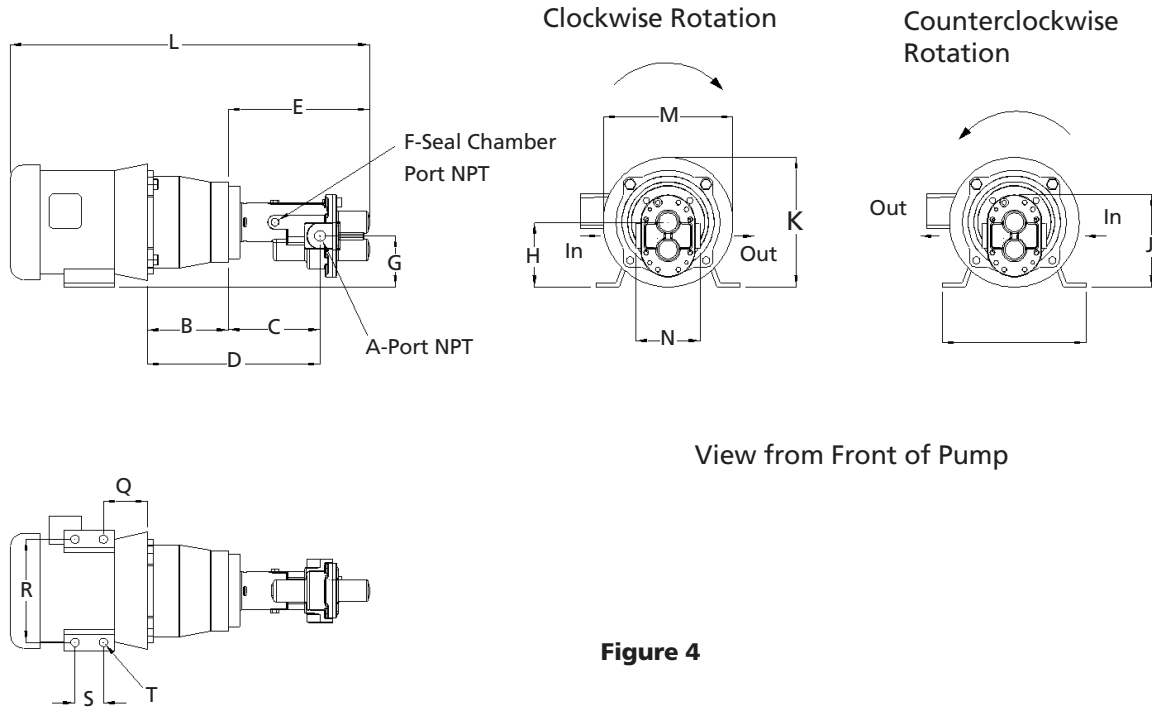 Clockwise Rotation
Counterclockwise
Rotation
L
E
M
F-Seal Chamber
Port NPT
K
H
In
Out
Out
In
J
G
B
C
N
A-Port NPT
D
View from Front of Pump
Q
R
S
T
Figure 4